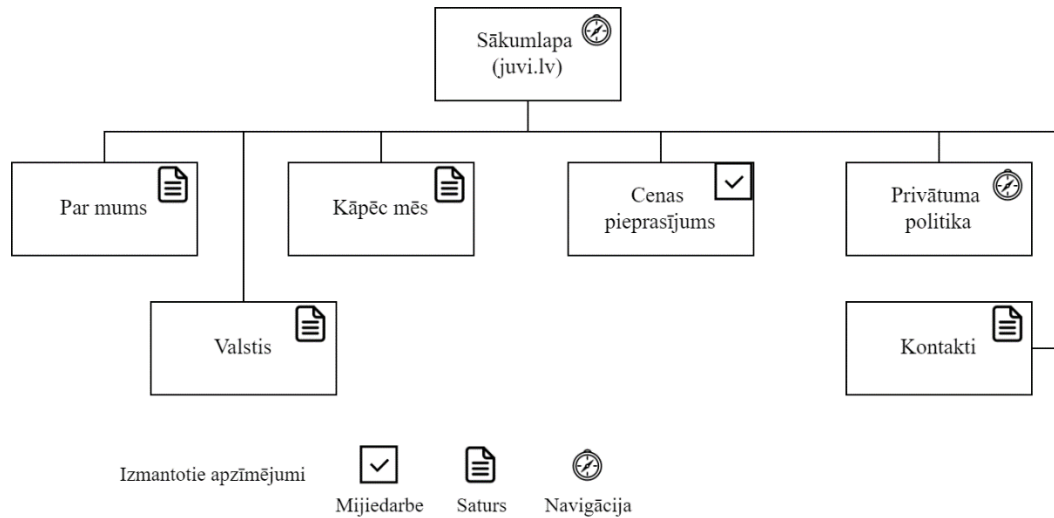 Sākumlapa
(juvi.lv)
Par mums
Kāpēc mēs
Cenas
pieprasījums
Privātuma
politika
Valstis
Kontakti
Izmantotie apzīmējumi
Mijiedarbe
Saturs
Navigācija